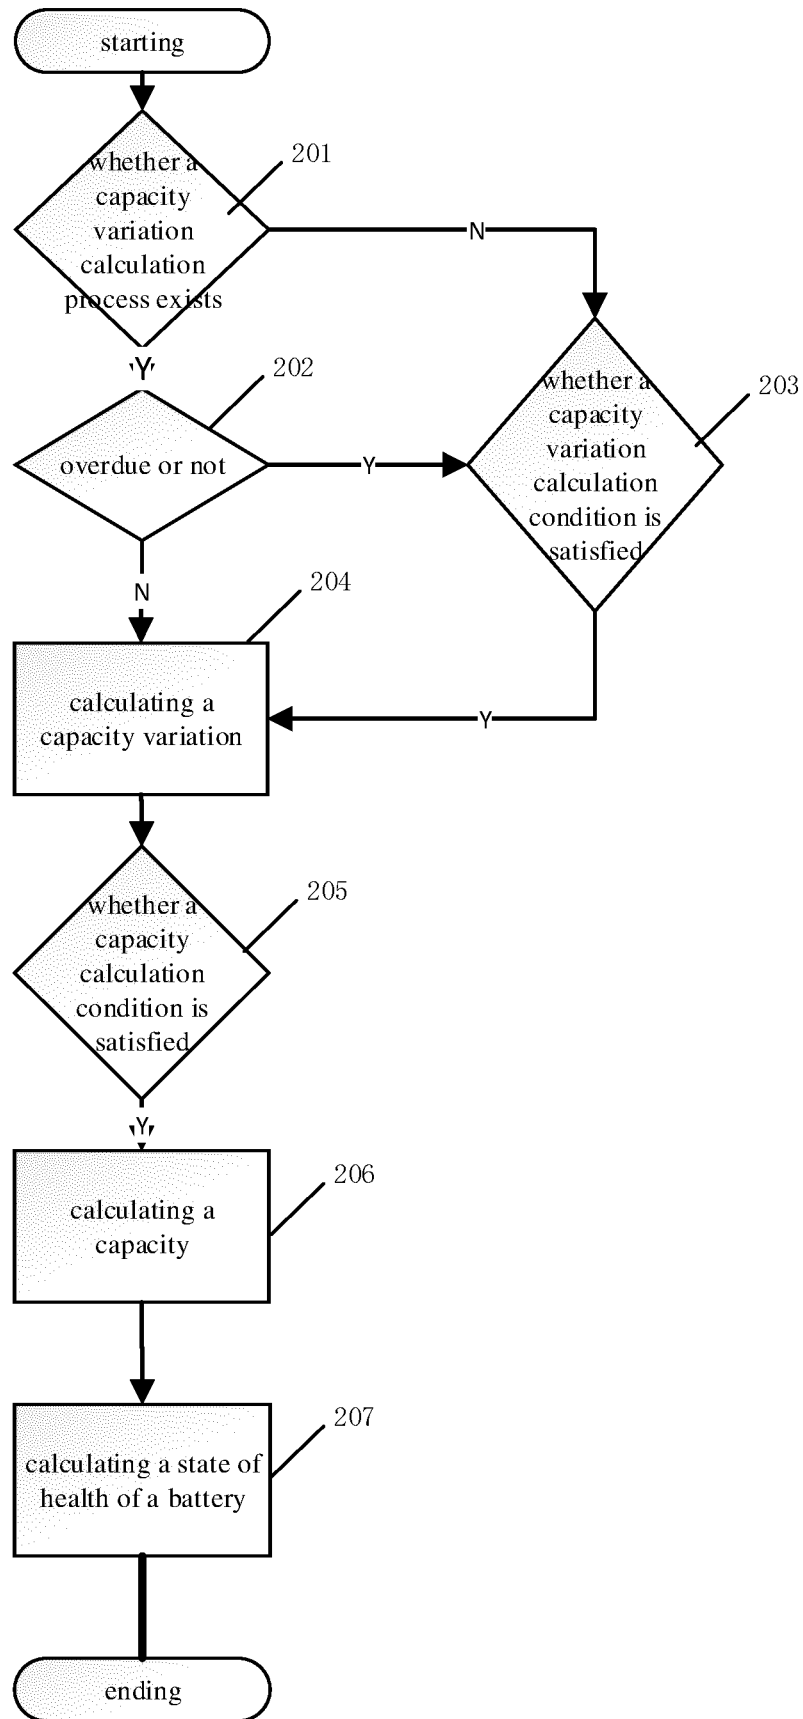 starting
whether a
capacity
variation
calculation
process exists
201
N
Y
202
overdue or not
Y
203
whether a
capacity
variation
calculation
condition is
satisfied
N
204
calculating a
capacity variation
Y
205
whether a
capacity
calculation
condition is
satisfied
Y
206
calculating a
capacity
207
calculating a state of
health of a battery
ending